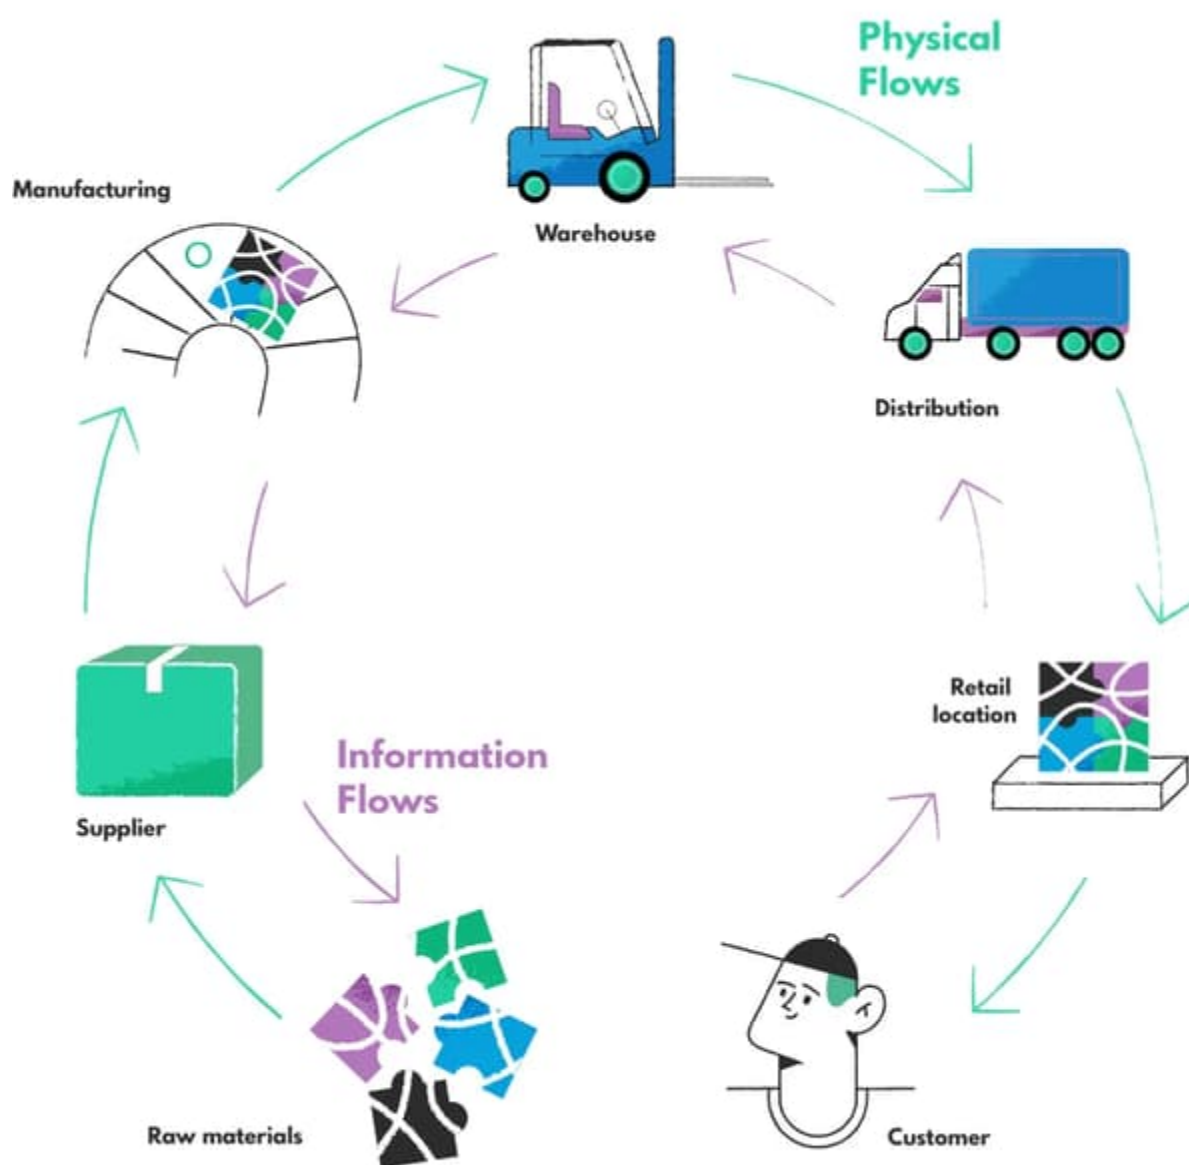 Physical
Flows
Manufacturing
Warehouse
Distribution
Retail
location
Information
Flows
Supplier
Raw materials
Customer